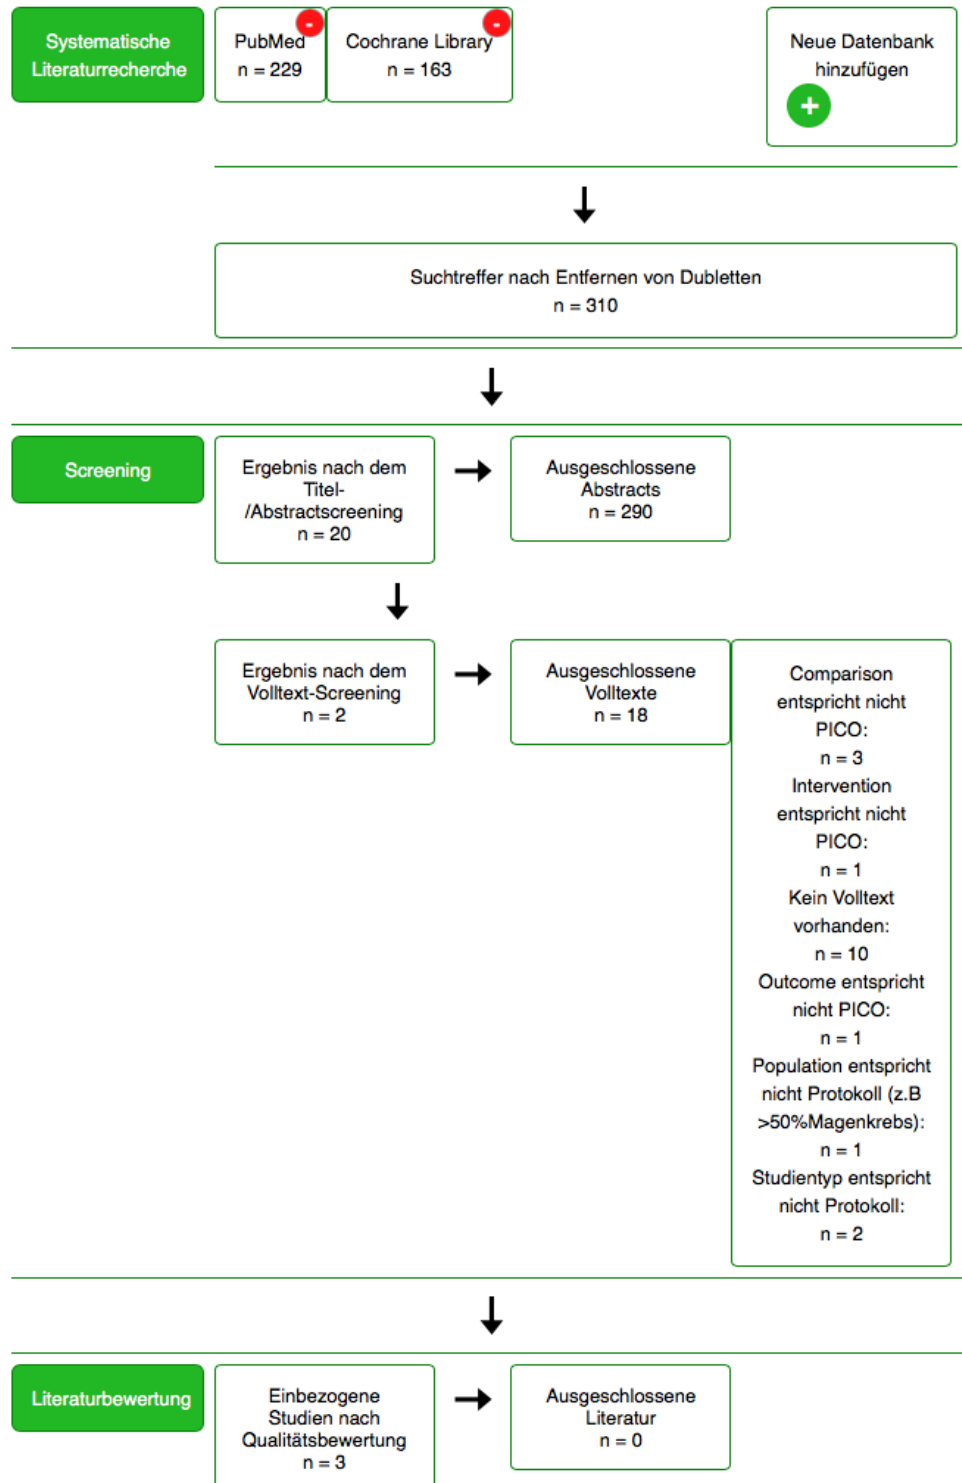 Systematische
Literaturrecherche
PubMed
n = 229
-
Cochrane Library
n = 163
-
Neue Datenbank
hinzufügen
+
Suchtreffer nach Entfernen von Dubletten
n = 310
Screening
Ergebnis nach dem
Titel-
/Abstractscreening
n = 20
Ausgeschlossene
Abstracts
n = 290
Ergebnis nach dem
Volltext-Screening
n = 2
Ausgeschlossene
Volltexte
n = 18
Comparison
entspricht nicht
PICO:
n = 3
Intervention
entspricht nicht
PICO:
n = 1
Kein Volltext
vorhanden:
n = 10
Outcome entspricht
nicht PICO:
n = 1
Population entspricht
nicht Protokoll (z.B
>50%Magenkrebs):
n = 1
Studientyp entspricht
nicht Protokoll:
n = 2
Literaturbewertung
Einbezogene
Studien nach
Qualitätsbewertung
n = 3
Ausgeschlossene
Literatur
n = 0